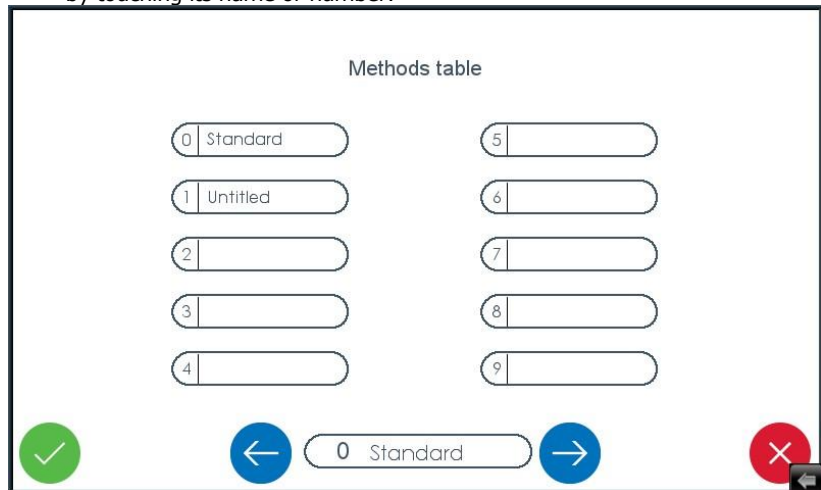 by touching its name or number.
Methods table
0 Standard
5
1 Untitled
6
2
7
3
8
4
9
0 Standard